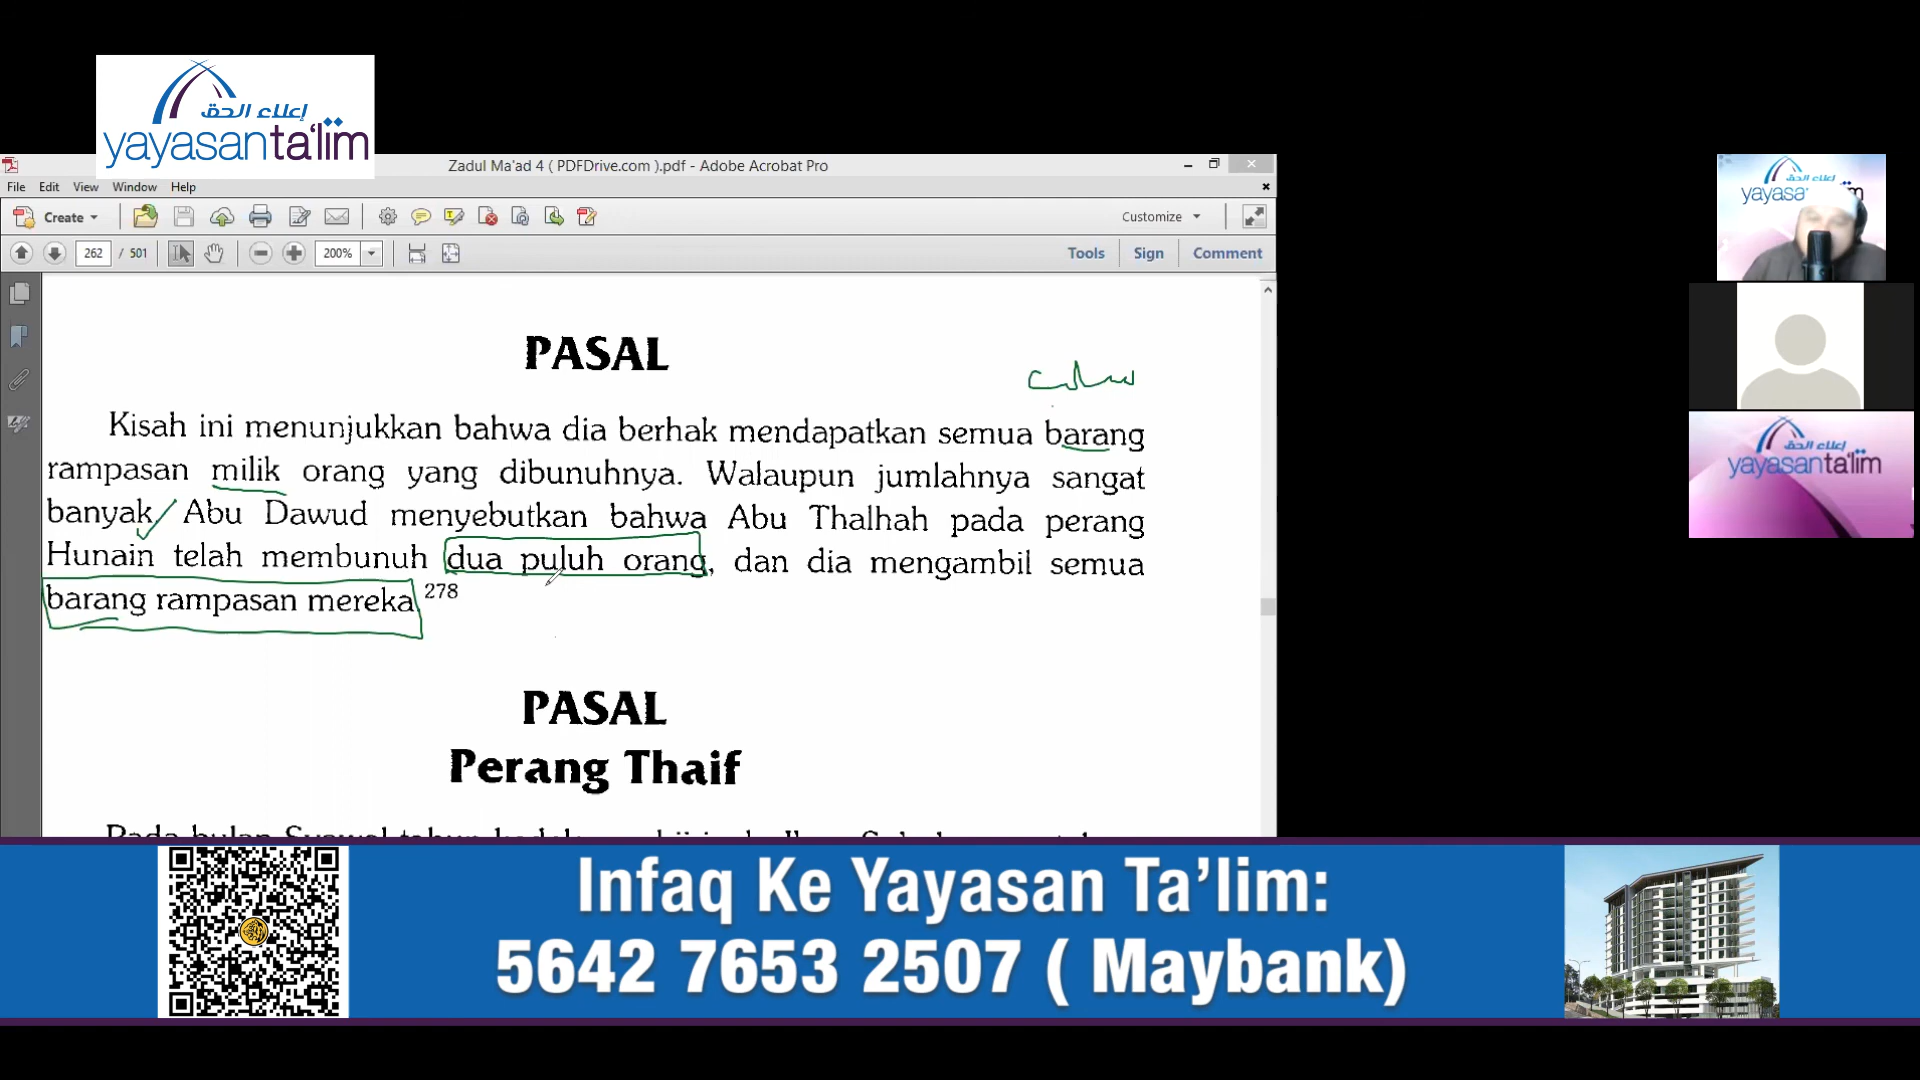 إعلاء الحق
yayasanta'lim
Zadul Ma'ad 4 ( PDFDrive.com ).pdf - Adobe Acrobat Pro
File Edit View Window Help
Create Customize
262 / 501 200% Tools Sign Comment
PASAL
Kisah ini menunjukkan bahwa dia berhak mendapatkan semua barang
rampasan milik orang yang dibunuhnya. Walaupun jumlahnya sangat
banyak. Abu Dawud menyebutkan bahwa Abu Thalhah pada perang
Hunain telah membunuh dua puluh orang, dan dia mengambil semua
barang rampasan mereka.278
PASAL
Perang Thaif
إعلاء الحق
yayasanta'lim
Infaq Ke Yayasan Ta'lim:
5642 7653 2507 ( Maybank)